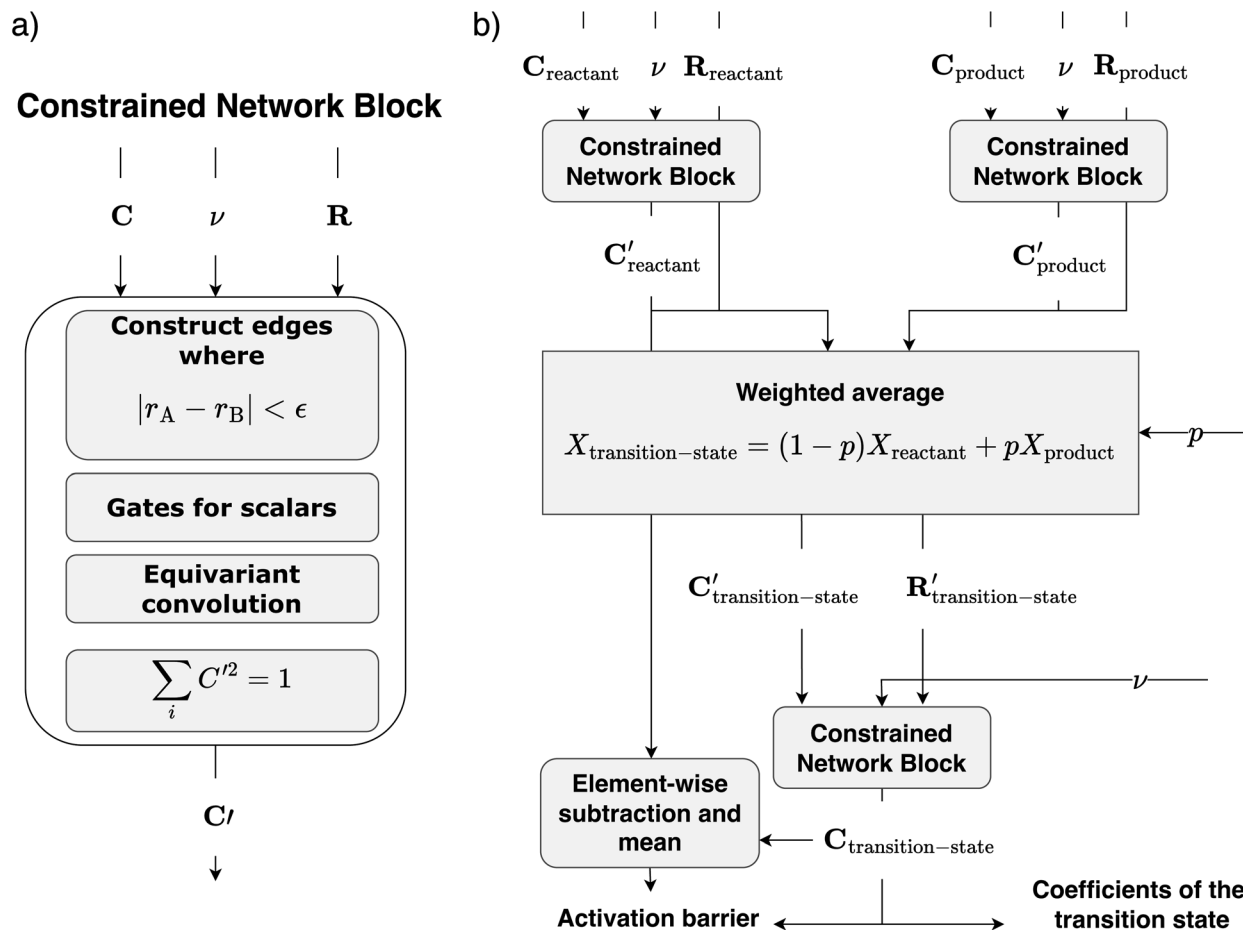 a)
Constrained Network Block
C ν R
Construct edges
where
|r_A − r_B| < ϵ
Gates for scalars
Equivariant
convolution
∑_i C′² = 1
C′
b)
C_reactant ν R_reactant
C_product ν R_product
Constrained
Network Block
Constrained
Network Block
C′_reactant
C′_product
Weighted average
X_transition−state = (1 − p)X_reactant + pX_product
p
C′_transition−state R′_transition−state
ν
Constrained
Network Block
Element-wise
subtraction and
mean
C_transition−state
Activation barrier
Coefficients of the
transition state